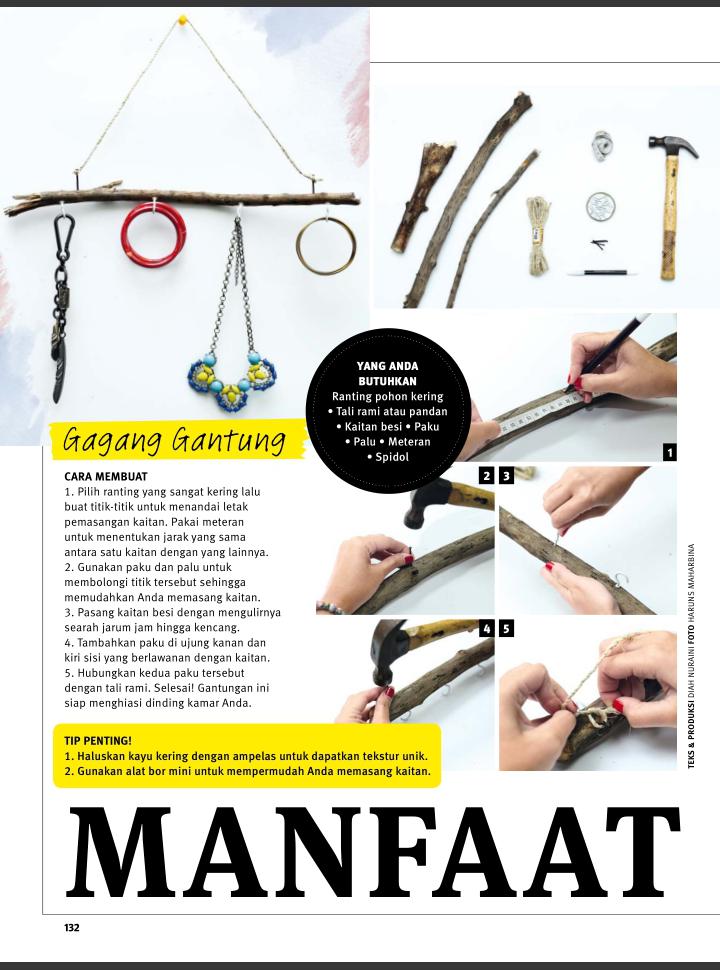 YANG ANDA
BUTUHKAN
Ranting pohon kering
• Tali rami atau pandan
• Kaitan besi • Paku
• Palu • Meteran
• Spidol
Gagang Gantung
CARA MEMBUAT
1. Pilih ranting yang sangat kering lalu
buat titik-titik untuk menandai letak
pemasangan kaitan. Pakai meteran
untuk menentukan jarak yang sama
antara satu kaitan dengan yang lainnya.
2. Gunakan paku dan palu untuk
membolongi titik tersebut sehingga
memudahkan Anda memasang kaitan.
3. Pasang kaitan besi dengan mengulirnya
searah jarum jam hingga kencang.
4. Tambahkan paku di ujung kanan dan
kiri sisi yang berlawanan dengan kaitan.
5. Hubungkan kedua paku tersebut
dengan tali rami. Selesai! Gantungan ini
siap menghiasi dinding kamar Anda.
1
2 3
4 5
TEKS & PRODUKSI DIAH NURAINI FOTO HARUNS MAHARBINA
TIP PENTING!
1. Haluskan kayu kering dengan ampelas untuk dapatkan tekstur unik.
2. Gunakan alat bor mini untuk mempermudah Anda memasang kaitan.
MANFAAT
132